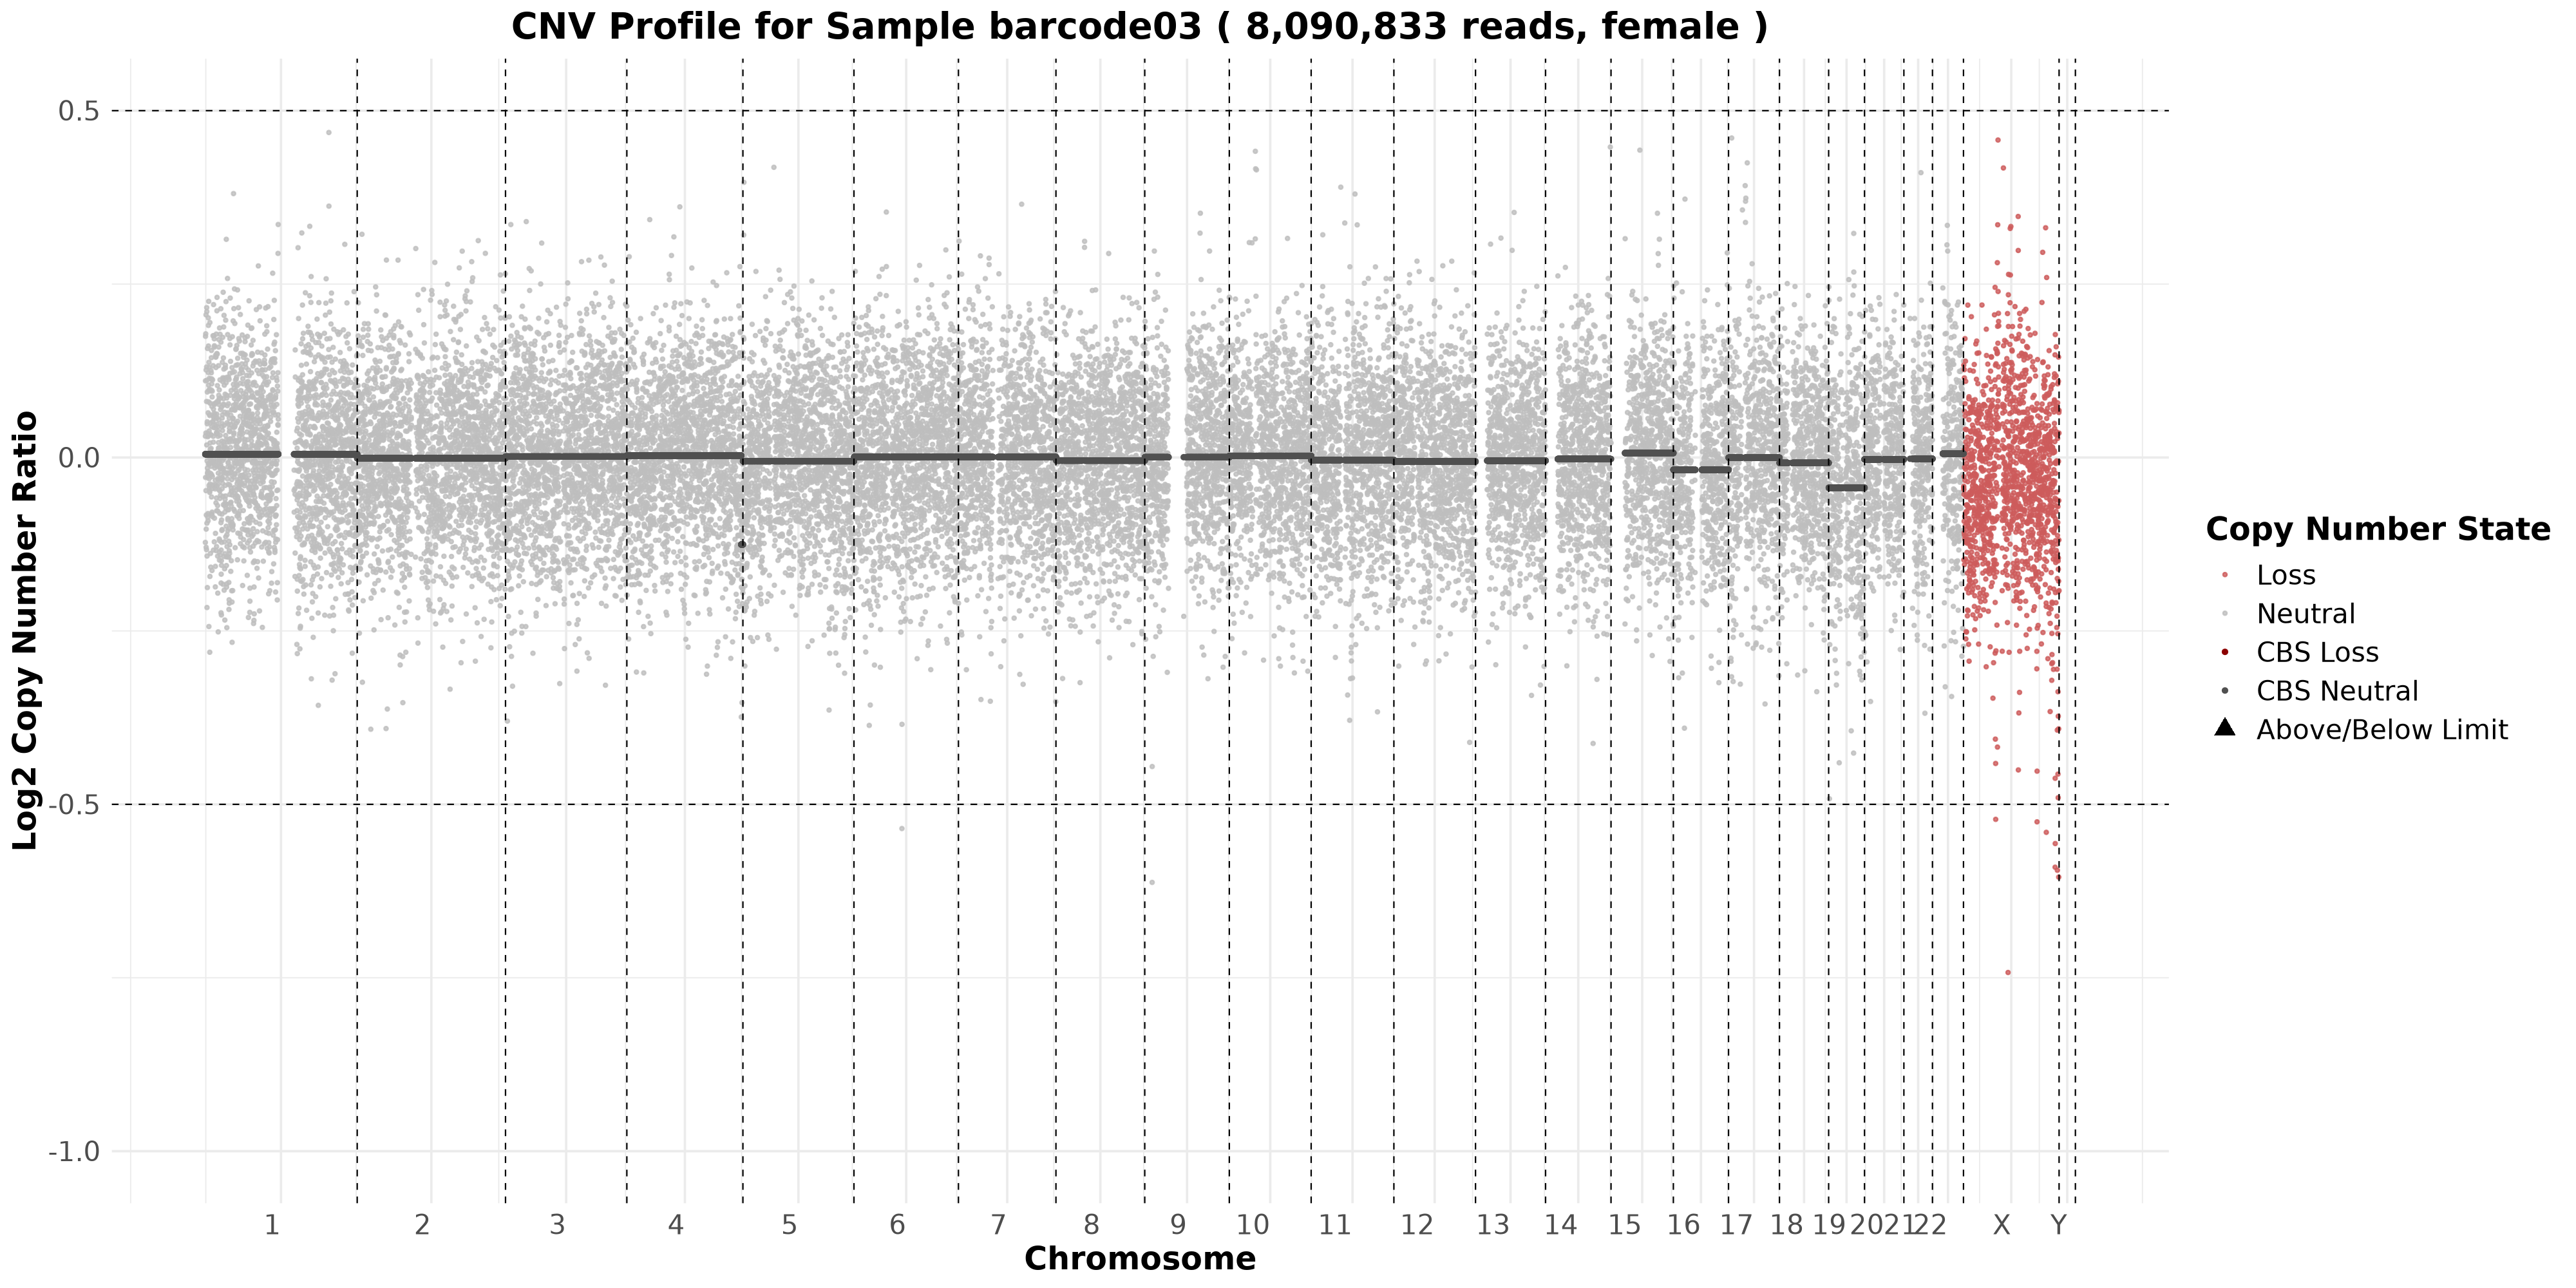 CNV Profile for Sample barcode03 ( 8,090,833 reads, female )
Log2 Copy Number Ratio
0.5
0.0
-0.5
-1.0
1 2 3 4 5 6 7 8 9 10 11 12 13 14 15 16 17 18 19 20 21 22 X Y
Chromosome
Copy Number State
Loss
Neutral
CBS Loss
CBS Neutral
Above/Below Limit